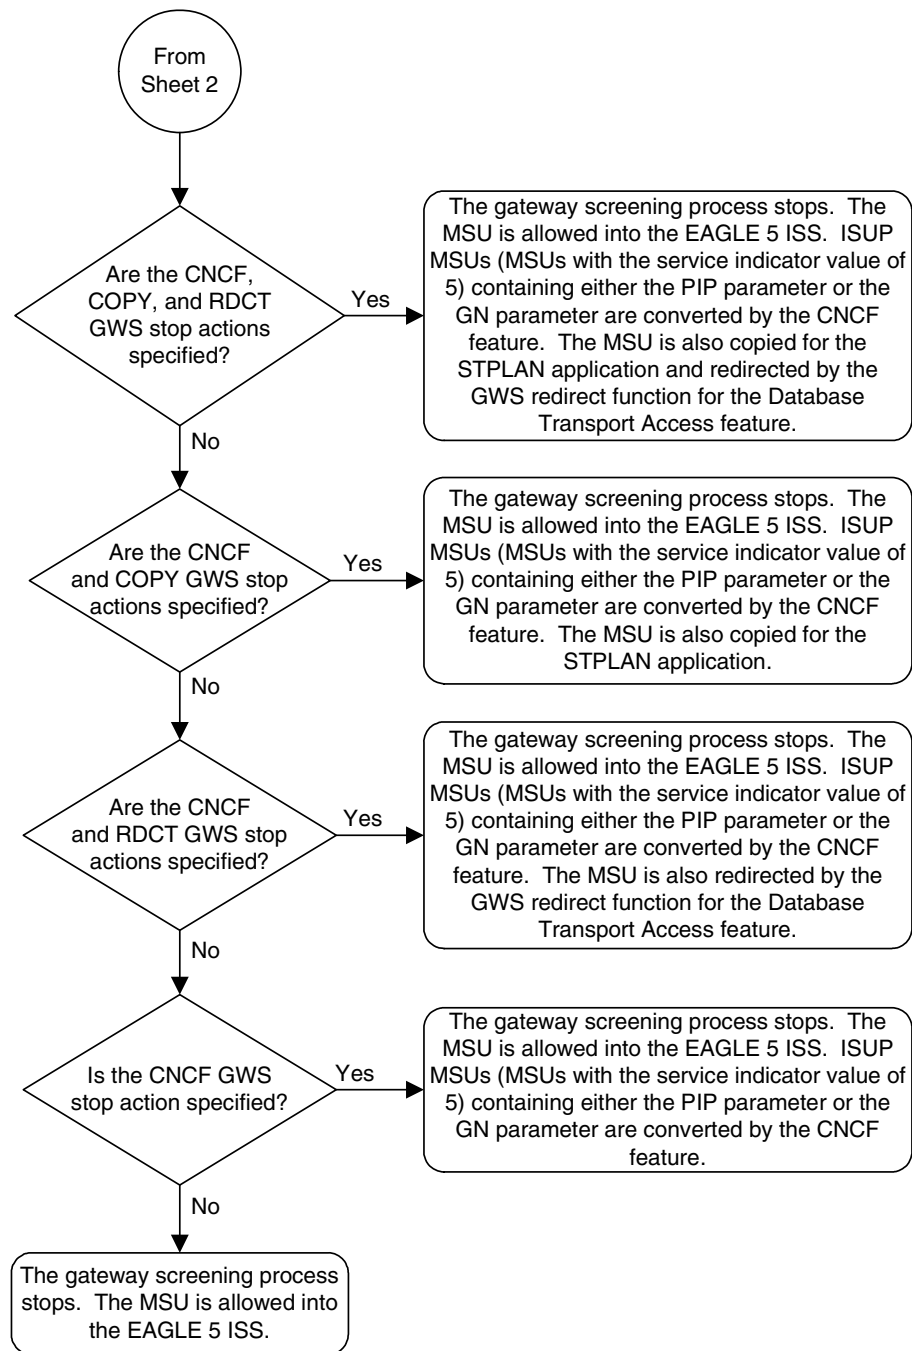 From
Sheet 2
Are the CNCF,
COPY, and RDCT
GWS stop actions
specified?
Yes
The gateway screening process stops.  The
MSU is allowed into the EAGLE 5 ISS.  ISUP
MSUs (MSUs with the service indicator value of
5) containing either the PIP parameter or the
GN parameter are converted by the CNCF
feature.  The MSU is also copied for the
STPLAN application and redirected by the
GWS redirect function for the Database
Transport Access feature.
No
Are the CNCF
and COPY GWS stop
actions specified?
Yes
The gateway screening process stops.  The
MSU is allowed into the EAGLE 5 ISS.  ISUP
MSUs (MSUs with the service indicator value of
5) containing either the PIP parameter or the
GN parameter are converted by the CNCF
feature.  The MSU is also copied for the
STPLAN application.
No
Are the CNCF
and RDCT GWS stop
actions specified?
Yes
The gateway screening process stops.  The
MSU is allowed into the EAGLE 5 ISS.  ISUP
MSUs (MSUs with the service indicator value of
5) containing either the PIP parameter or the
GN parameter are converted by the CNCF
feature.  The MSU is also redirected by the
GWS redirect function for the Database
Transport Access feature.
No
Is the CNCF GWS
stop action specified?
Yes
The gateway screening process stops.  The
MSU is allowed into the EAGLE 5 ISS.  ISUP
MSUs (MSUs with the service indicator value of
5) containing either the PIP parameter or the
GN parameter are converted by the CNCF
feature.
No
The gateway screening process
stops.  The MSU is allowed into
the EAGLE 5 ISS.